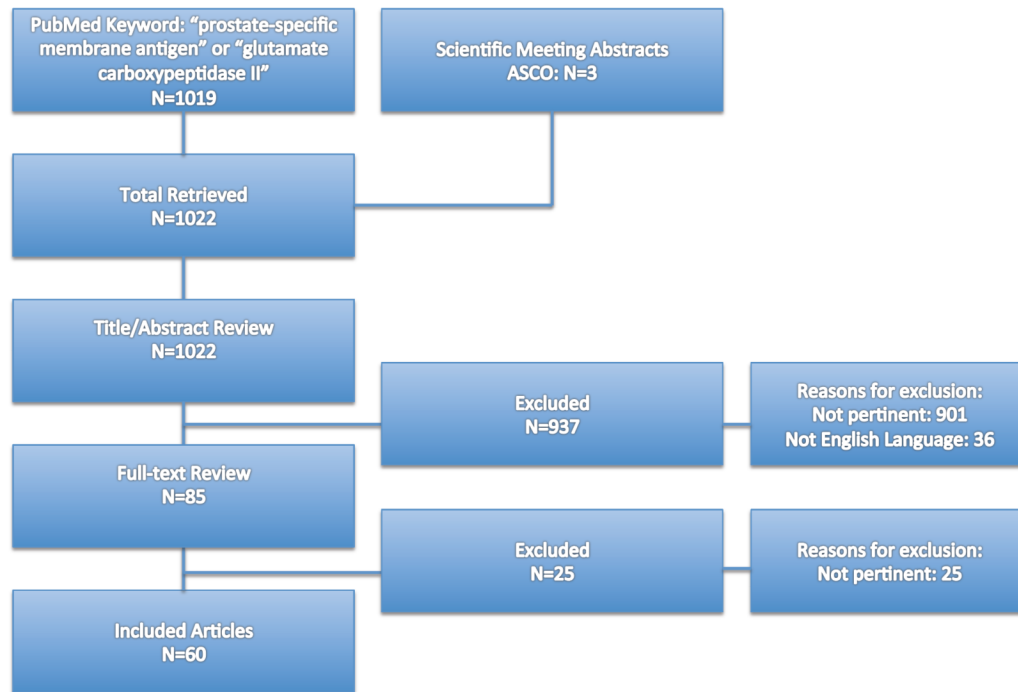 PubMed Keyword: “prostate-specific
membrane antigen” or “glutamate
carboxypeptidase II”
N=1019
Scientific Meeting Abstracts
ASCO: N=3
Total Retrieved
N=1022
Title/Abstract Review
N=1022
Excluded
N=937
Reasons for exclusion:
Not pertinent: 901
Not English Language: 36
Full-text Review
N=85
Excluded
N=25
Reasons for exclusion:
Not pertinent: 25
Included Articles
N=60